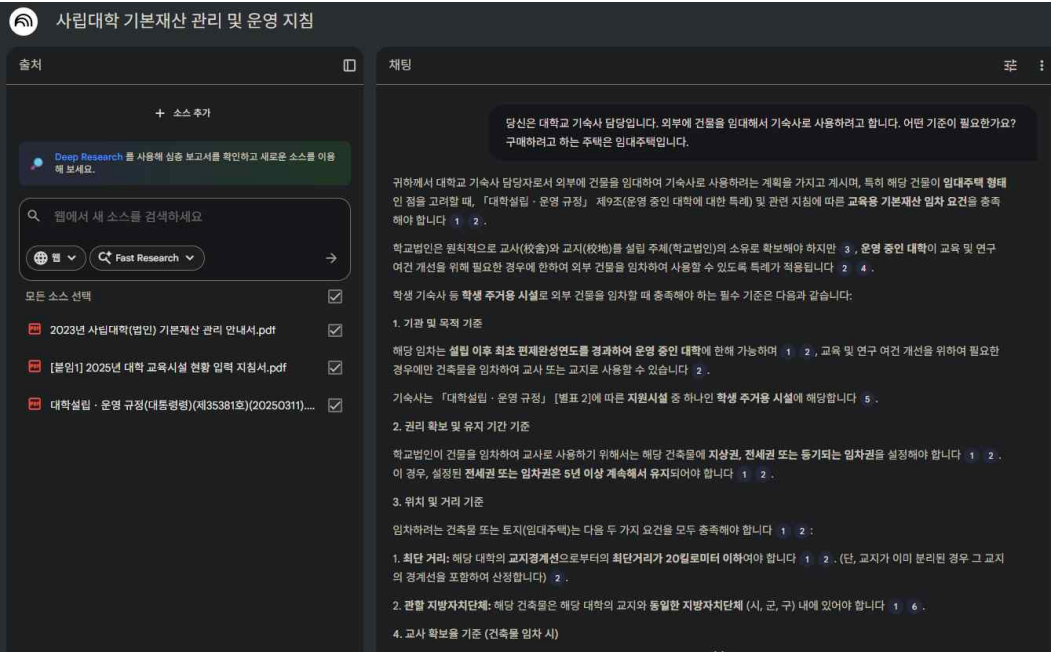 사립대학 기본재산 관리 및 운영 지침
출처
+ 소스 추가
Deep Research 를 사용해 심층 보고서를 확인하고 새로운 소스를 이용
해 보세요.
웹에서 새 소스를 검색하세요
웹
Fast Research
모든 소스 선택
2023년 사립대학(법인) 기본재산 관리 안내서.pdf
[붙임1] 2025년 대학 교육시설 현황 입력 지침서.pdf
대학설립 · 운영 규정(대통령령)(제35381호)(20250311)....
채팅
당신은 대학교 기숙사 담당입니다. 외부에 건물을 임대해서 기숙사로 사용하려고 합니다. 어떤 기준이 필요한가요?
구매하려고 하는 주택은 임대주택입니다.
귀하께서 대학교 기숙사 담당자로서 외부에 건물을 임대하여 기숙사로 사용하려는 계획을 가지고 계시며, 특히 해당 건물이 임대주택 형태
인 점을 고려할 때, 「대학설립 · 운영 규정」 제9조(운영 중인 대학에 대한 특례) 및 관련 지침에 따른 교육용 기본재산 임차 요건을 충족
해야 합니다 1 2 .
학교법인은 원칙적으로 교사(校舍)와 교지(校地)를 설립 주체(학교법인)의 소유로 확보해야 하지만 3 , 운영 중인 대학이 교육 및 연구
여건 개선을 위해 필요한 경우에 한하여 외부 건물을 임차하여 사용할 수 있도록 특례가 적용됩니다 2 4 .
학생 기숙사 등 학생 주거용 시설로 외부 건물을 임차할 때 충족해야 하는 필수 기준은 다음과 같습니다:
1. 기관 및 목적 기준
해당 임차는 설립 이후 최초 편제완성연도를 경과하여 운영 중인 대학에 한해 가능하며 1 2 , 교육 및 연구 여건 개선을 위하여 필요한
경우에만 건축물을 임차하여 교사 또는 교지로 사용할 수 있습니다 2 .
기숙사는 「대학설립 · 운영 규정」 [별표 2]에 따른 지원시설 중 하나인 학생 주거용 시설에 해당합니다 5 .
2. 권리 확보 및 유지 기간 기준
학교법인이 건물을 임차하여 교사로 사용하기 위해서는 해당 건축물에 지상권, 전세권 또는 등기되는 임차권을 설정해야 합니다 1 2 .
이 경우, 설정된 전세권 또는 임차권은 5년 이상 계속해서 유지되어야 합니다 1 2 .
3. 위치 및 거리 기준
임차하려는 건축물 또는 토지(임대주택)는 다음 두 가지 요건을 모두 충족해야 합니다 1 2 :
1. 최단 거리: 해당 대학의 교지경계선으로부터의 최단거리가 20킬로미터 이하여야 합니다 1 2 . (단, 교지가 이미 분리된 경우 그 교지
의 경계선을 포함하여 산정합니다) 2 .
2. 관할 지방자치단체: 해당 건축물은 해당 대학의 교지와 동일한 지방자치단체 (시, 군, 구) 내에 있어야 합니다 1 6 .
4. 교사 확보율 기준 (건축물 임차 시)